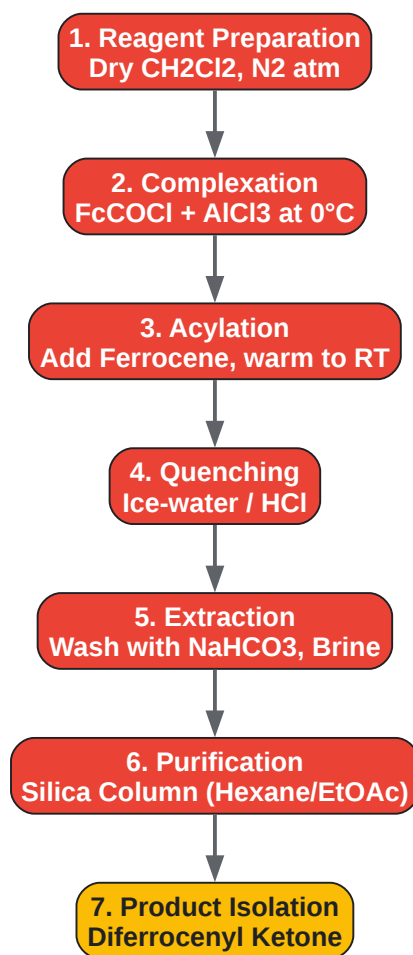 1. Reagent Preparation
Dry CH2Cl2, N2 atm
2. Complexation
FcCOCl + AlCl3 at 0°C
3. Acylation
Add Ferrocene, warm to RT
4. Quenching
Ice-water / HCl
5. Extraction
Wash with NaHCO3, Brine
6. Purification
Silica Column (Hexane/EtOAc)
7. Product Isolation
Diferrocenyl Ketone